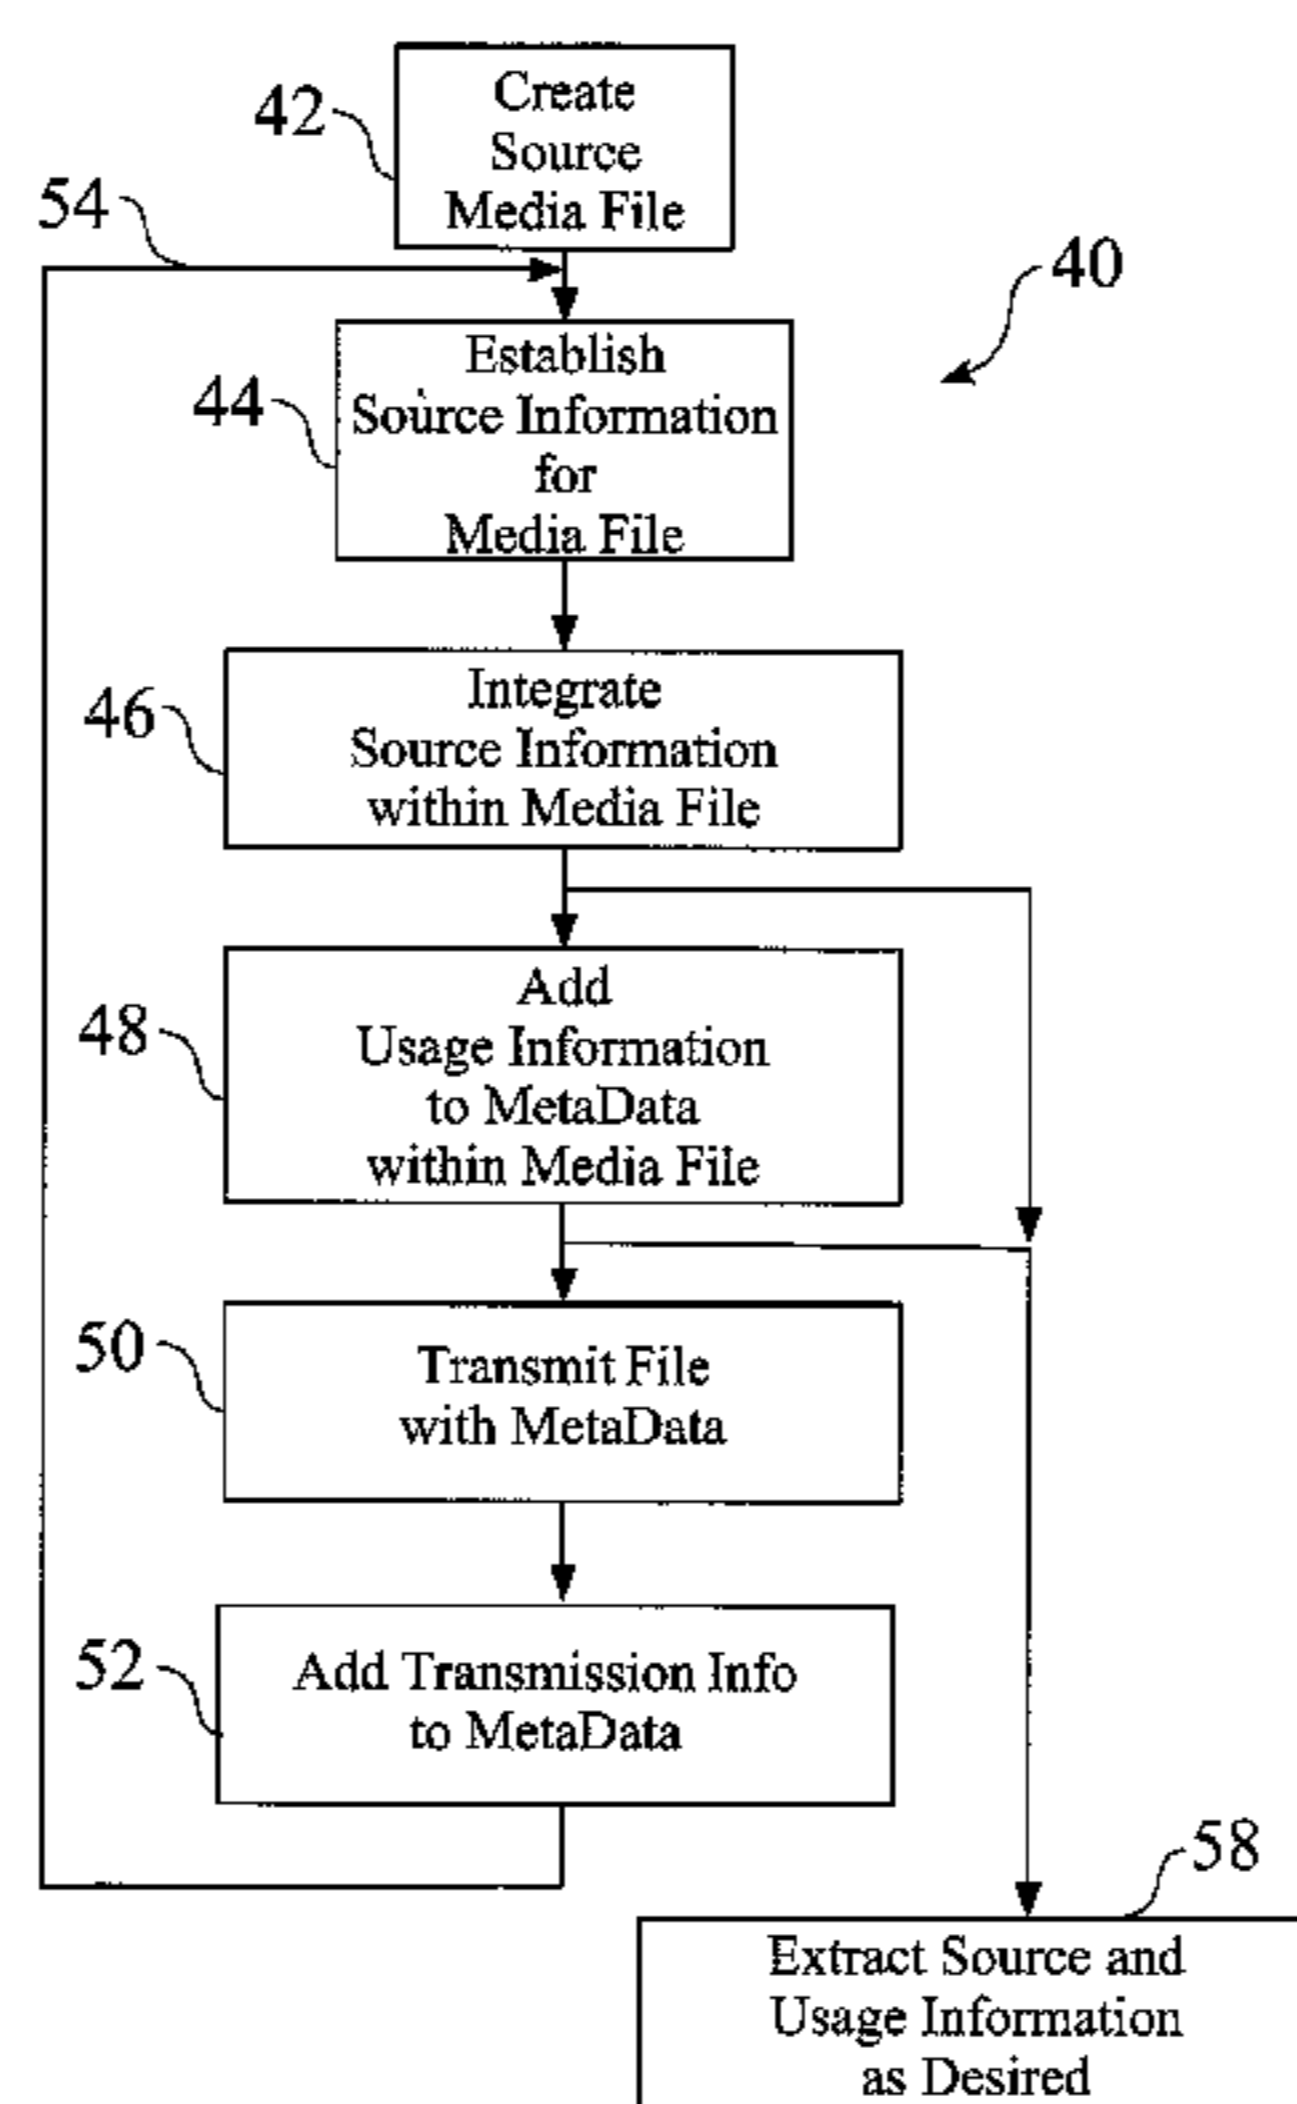 42
Create
Source
Media File
54
40
44
Establish
Source Information
for
Media File
46
Integrate
Source Information
within Media File
48
Add
Usage Information
to MetaData
within Media File
50
Transmit File
with MetaData
52
Add Transmission Info
to MetaData
58
Extract Source and
Usage Information
as Desired